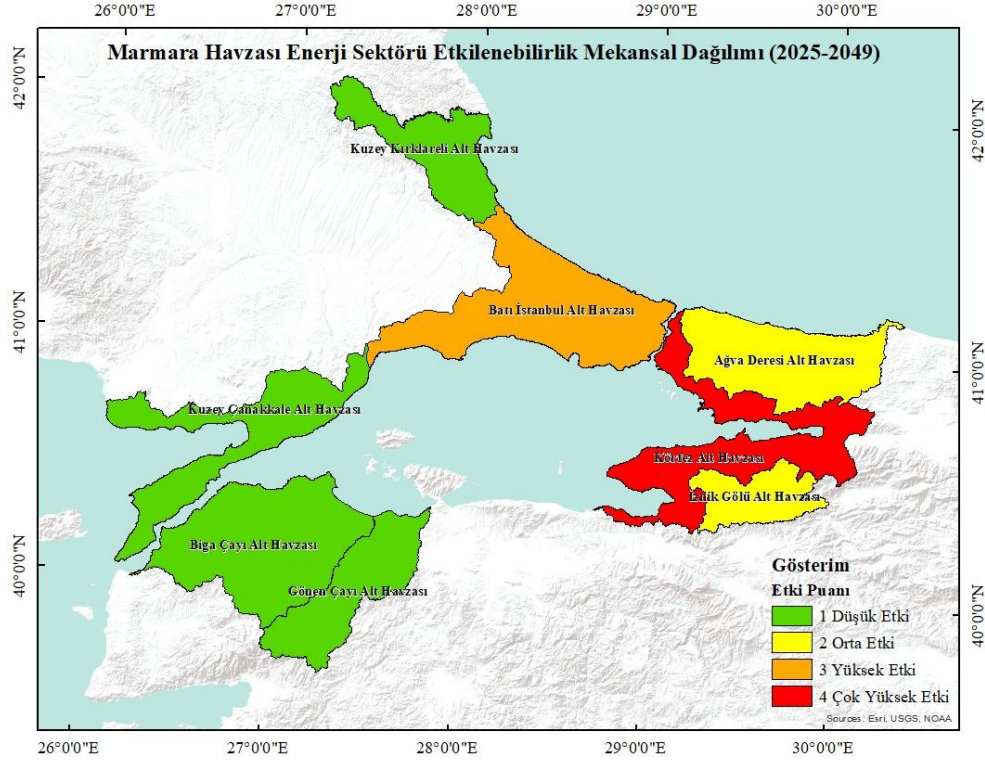 26°0'0"E 27°0'0"E 28°0'0"E 29°0'0"E 30°0'0"E
Marmara Havzası Enerji Sektörü Etkilenebilirlik Mekansal Dağılımı (2025-2049)
42°0'0"N
42°0'0"N
Kuzey Kırklareli Alt Havzası
Batı İstanbul Alt Havzası
41°0'0"N
Ağva Deresi Alt Havzası
41°0'0"N
Kuzey Çanakkale Alt Havzası
Körfez Alt Havzası
İznik Gölü Alt Havzası
Biga Çayı Alt Havzası
40°0'0"N
Gönen Çayı Alt Havzası
40°0'0"N
Gösterim
Etki Puanı
1 Düşük Etki
2 Orta Etki
3 Yüksek Etki
4 Çok Yüksek Etki
Sources: Esri, USGS, NOAA
26°0'0"E 27°0'0"E 28°0'0"E 29°0'0"E 30°0'0"E